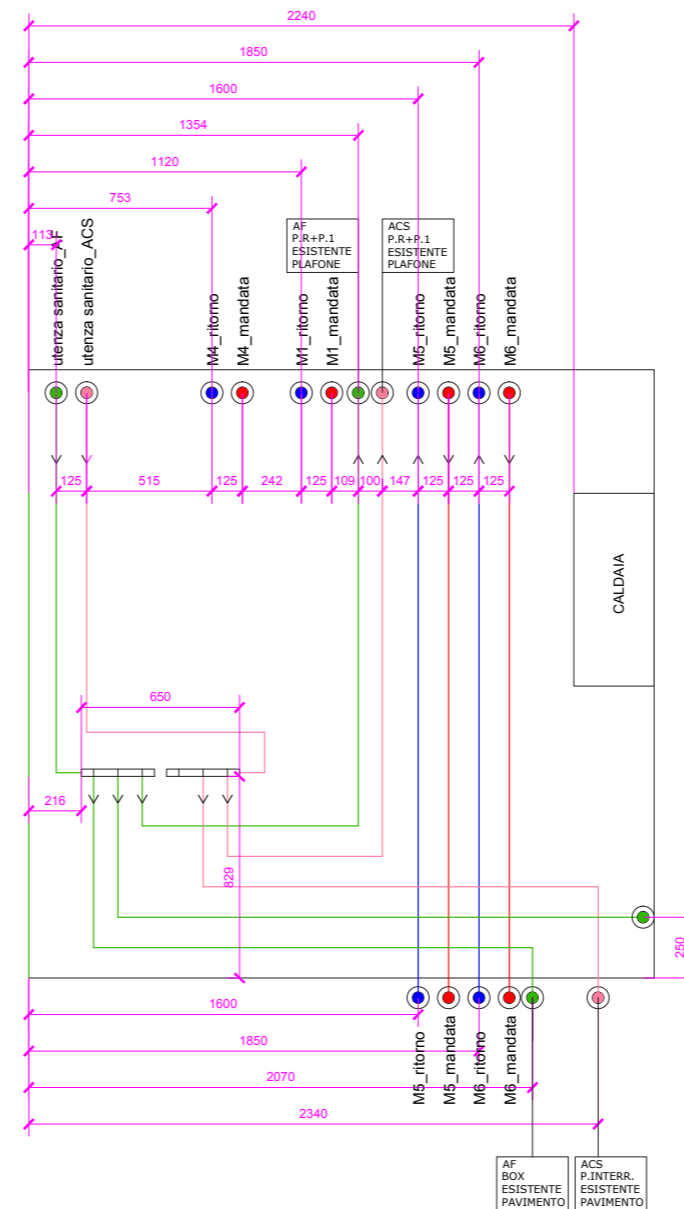 2240
1850
1600
1354
1120
753
113
utenza sanitario_AF
utenza sanitario_ACS
M4_ritorno
M4_mandata
M1_ritorno
M1_mandata
AF
P.R+P.1
ESISTENTE
PLAFONE
ACS
P.R+P.1
ESISTENTE
PLAFONE
M5_ritorno
M5_mandata
M6_ritorno
M6_mandata
125
515
125
242
125
109
100
147
125
125
125
CALDAIA
650
216
829
250
1600
1850
2070
2340
M5_ritorno
M5_mandata
M6_ritorno
M6_mandata
AF
BOX
ESISTENTE
PAVIMENTO
ACS
P.INTERR.
ESISTENTE
PAVIMENTO